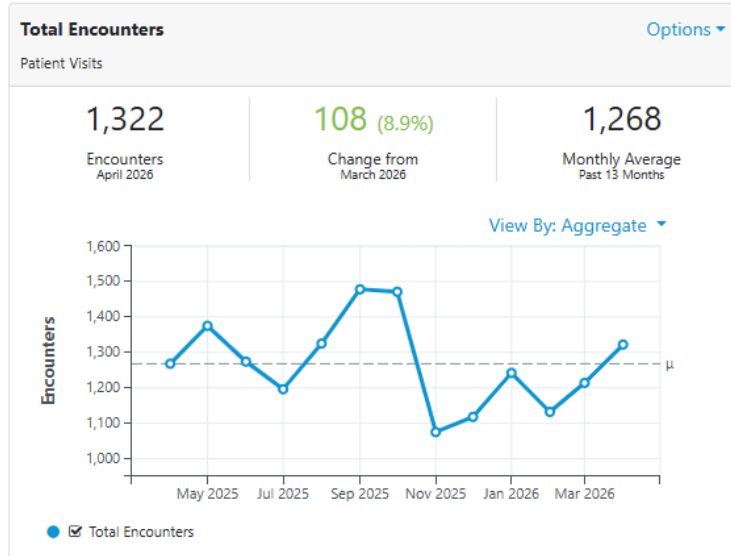 Total Encounters
Options
Patient Visits
1,322
108 (8.9%)
1,268
Encounters
April 2026
Change from
March 2026
Monthly Average
Past 13 Months
View By: Aggregate
1,600
1,500
1,400
1,300
1,200
1,100
1,000
Encounters
μ
May 2025
Jul 2025
Sep 2025
Nov 2025
Jan 2026
Mar 2026
Total Encounters